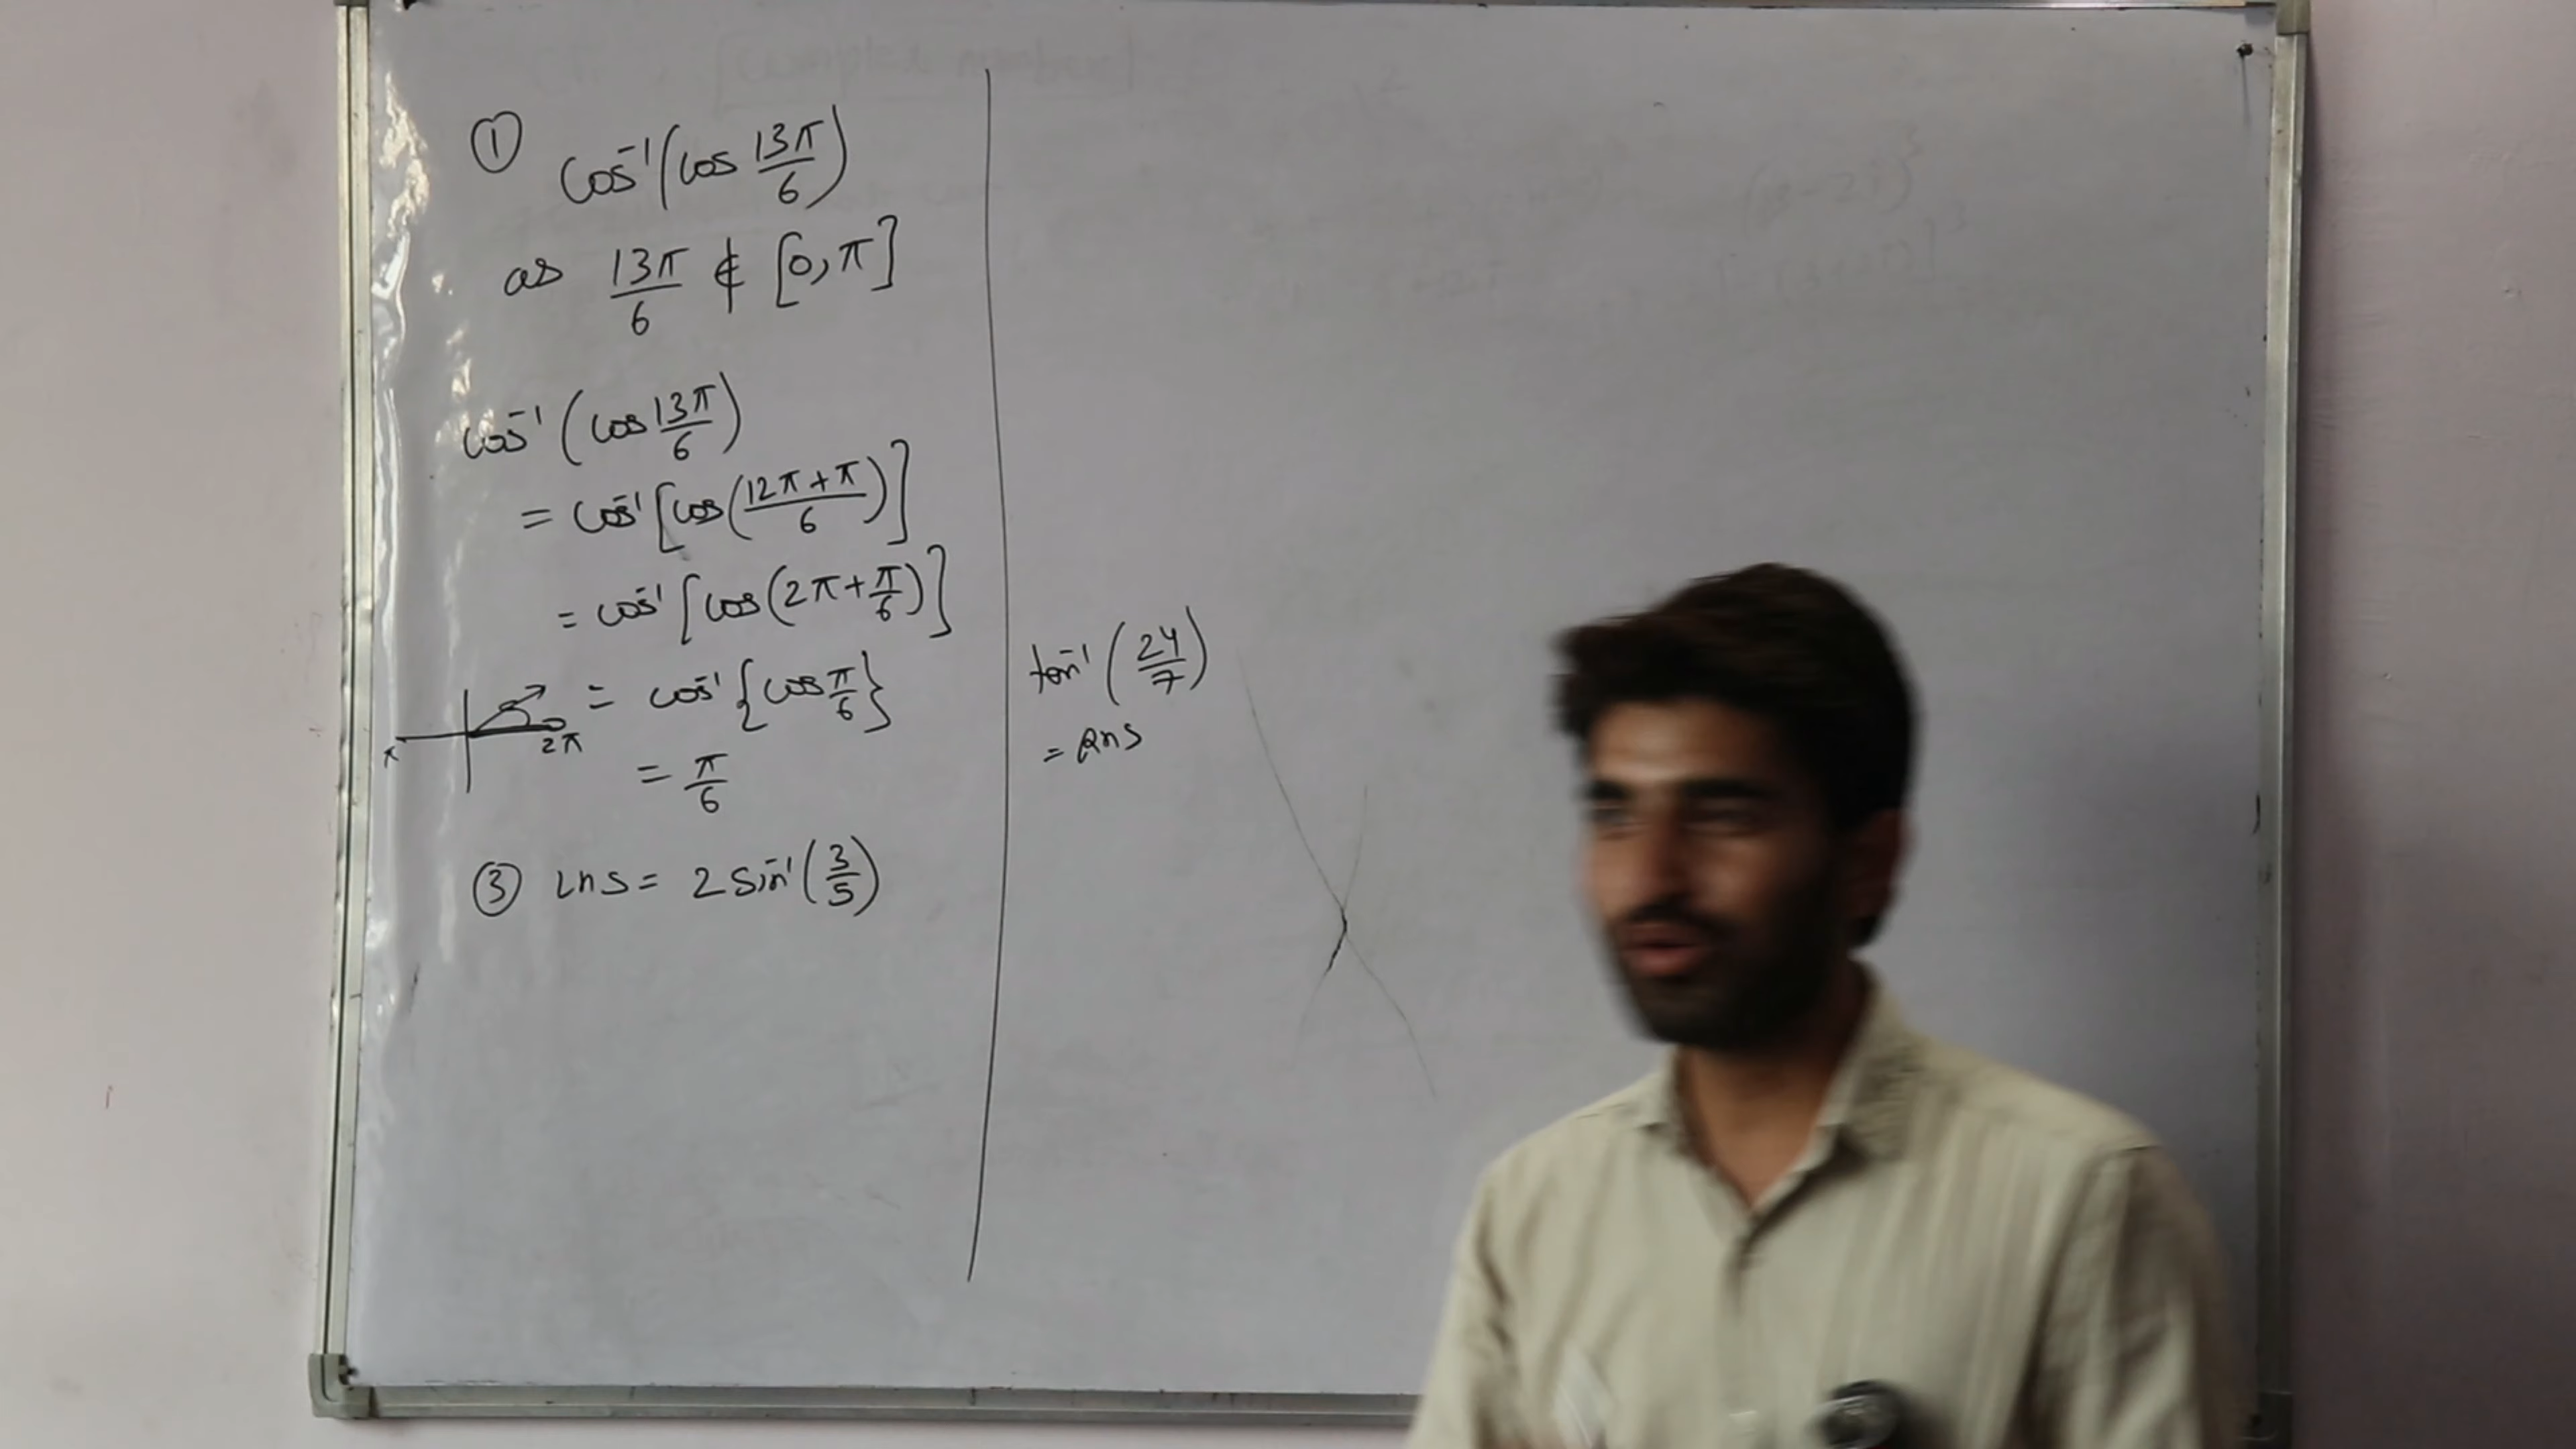 ① cos⁻¹(cos 13π/6)
as 13π/6 ∉ [0, π]
cos⁻¹(cos 13π/6)
= cos⁻¹[cos(12π+π/6)]
= cos⁻¹[cos(2π+π/6)]
= cos⁻¹{cos π/6}
π 2π
= π/6
③ LHS = 2 sin⁻¹(3/5)
tan⁻¹(24/7)
= RHS